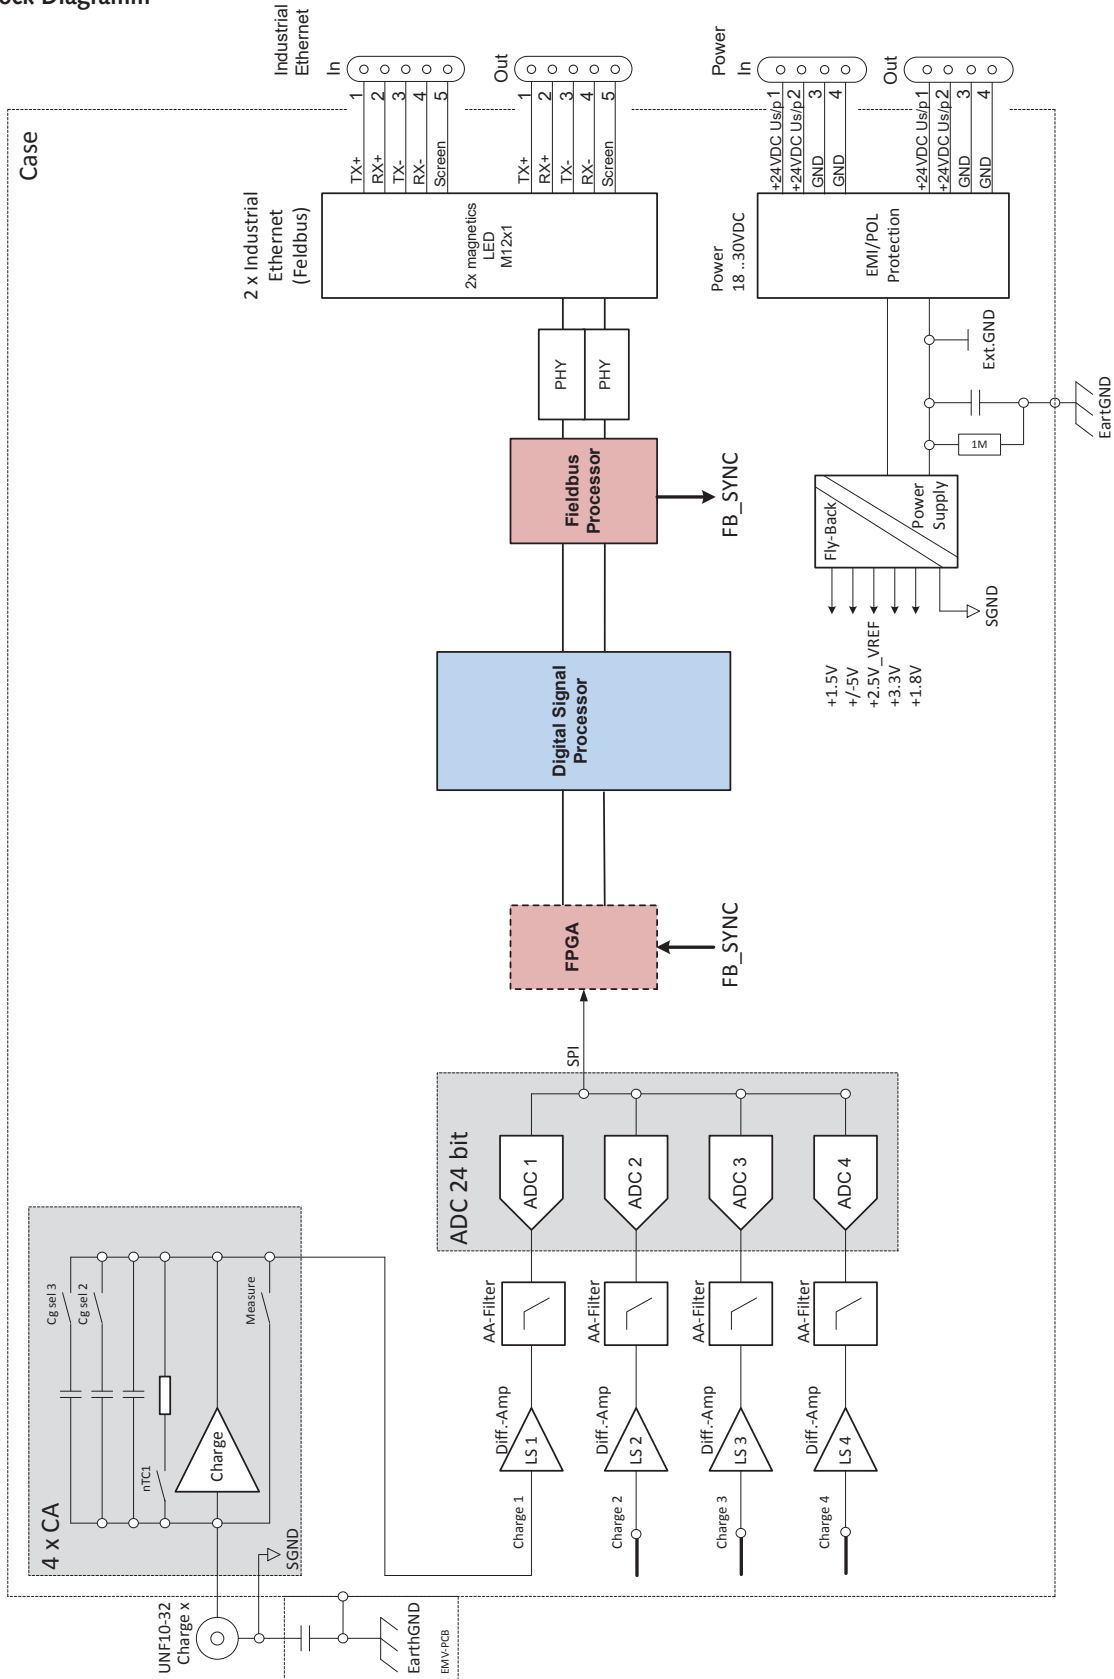 ock Diagramm
Case
Industrial
Ethernet
In
1
2
3
4
5
TX+
RX+
TX-
RX-
Screen
Out
1
2
3
4
5
TX+
RX+
TX-
RX-
Screen
Power
In
1
2
3
4
+24VDC Us/p
+24VDC Us/p
GND
GND
Out
1
2
3
4
+24VDC Us/p
+24VDC Us/p
GND
GND
2 x Industrial
Ethernet
(Feldbus)
2x magnetics
LED
M12x1
Power
18 ..30VDC
EMI/POL
Protection
PHY
PHY
Ext.GND
EartGND
1M
Fieldbus
Processor
FB_SYNC
Fly-Back
Power
Supply
SGND
+1.5V
+/-5V
+2.5V_VREF
+3.3V
+1.8V
Digital Signal
Processor
FPGA
FB_SYNC
SPI
ADC 24 bit
ADC 1
ADC 2
ADC 3
ADC 4
AA-Filter
AA-Filter
AA-Filter
AA-Filter
Diff.-Amp
Diff.-Amp
Diff.-Amp
Diff.-Amp
LS 1
LS 2
LS 3
LS 4
Charge 1
Charge 2
Charge 3
Charge 4
4 x CA
Cg sel 3
Cg sel 2
nTC1
Charge
Measure
SGND
UNF10-32
Charge x
EarthGND
EMV-PCB